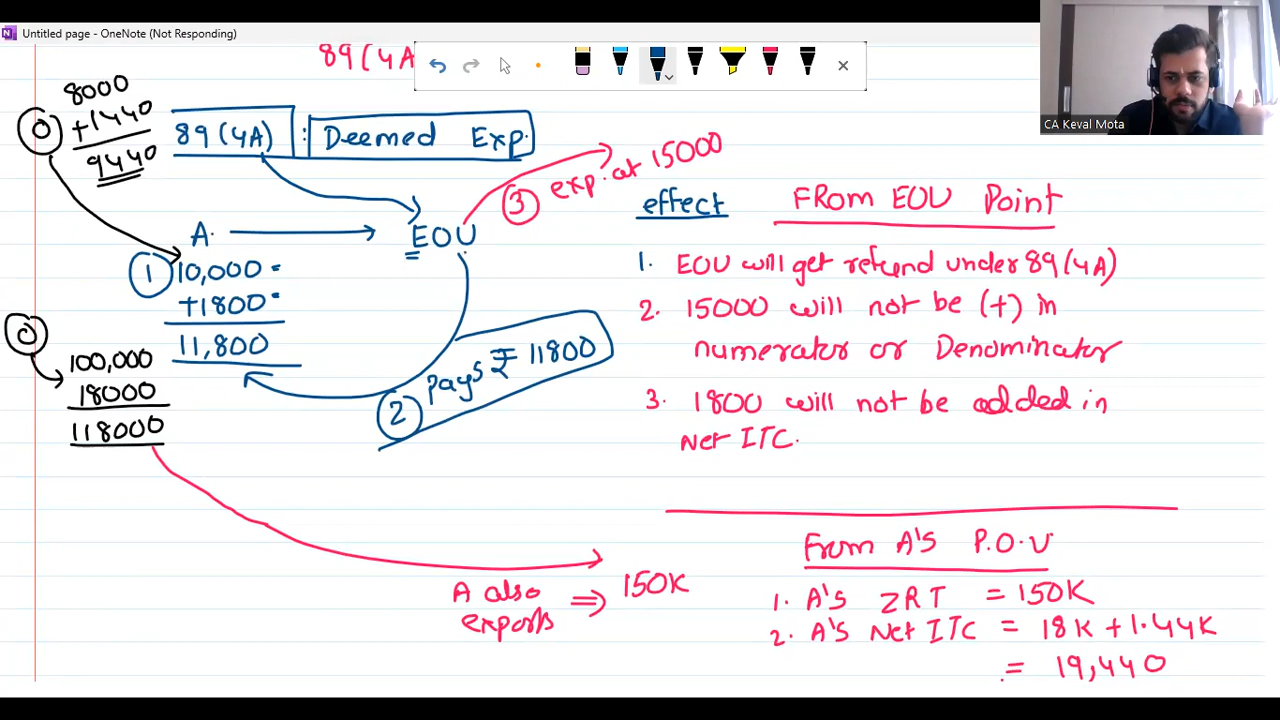 Untitled page - OneNote (Not Responding)
CA Keval Mota
89(4A
8000
+1440
9440
0
89(4A) : Deemed Exp.
3 exp. at 15000
A. EOU
1 10,000 =
+1800 =
11,800
2 Pays ₹ 11800
0
100,000
18000
118000
effect FROM EOU Point
1. EOU will get refund under 89(4A)
2. 15000 will not be (+) in
numerator or Denominator
3. 1800 will not be added in
Net ITC.
A also
exports ⇒ 150K
From A's P.O.V
1. A's ZRT = 150K
2. A's Net ITC = 18K + 1.44K
= 19,440